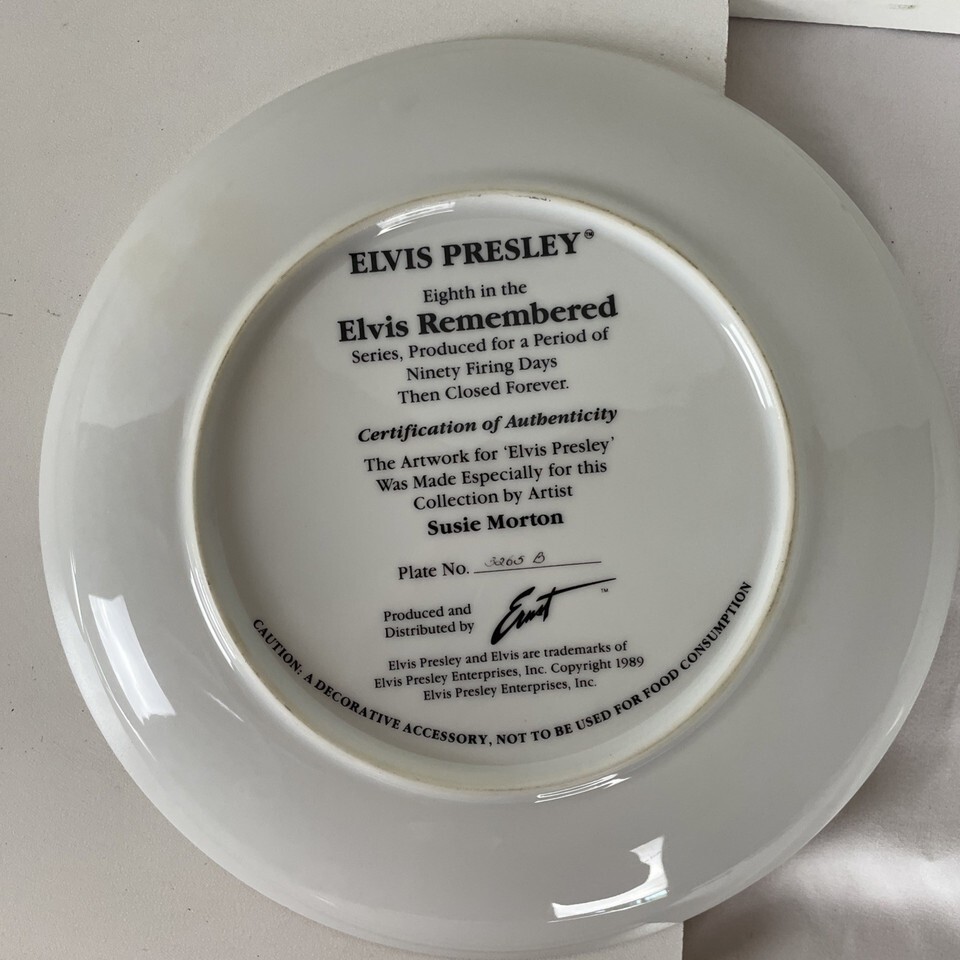 ELVIS PRESLEY™
Eighth in the
Elvis Remembered
Series, Produced for a Period of
Ninety Firing Days
Then Closed Forever.
Certification of Authenticity
The Artwork for 'Elvis Presley'
Was Made Especially for this
Collection by Artist
Susie Morton
Plate No. 3265 B
Produced and
Distributed by Ernst ™
Elvis Presley and Elvis are trademarks of
Elvis Presley Enterprises, Inc. Copyright 1989
Elvis Presley Enterprises, Inc.
CAUTION: A DECORATIVE ACCESSORY, NOT TO BE USED FOR FOOD CONSUMPTION